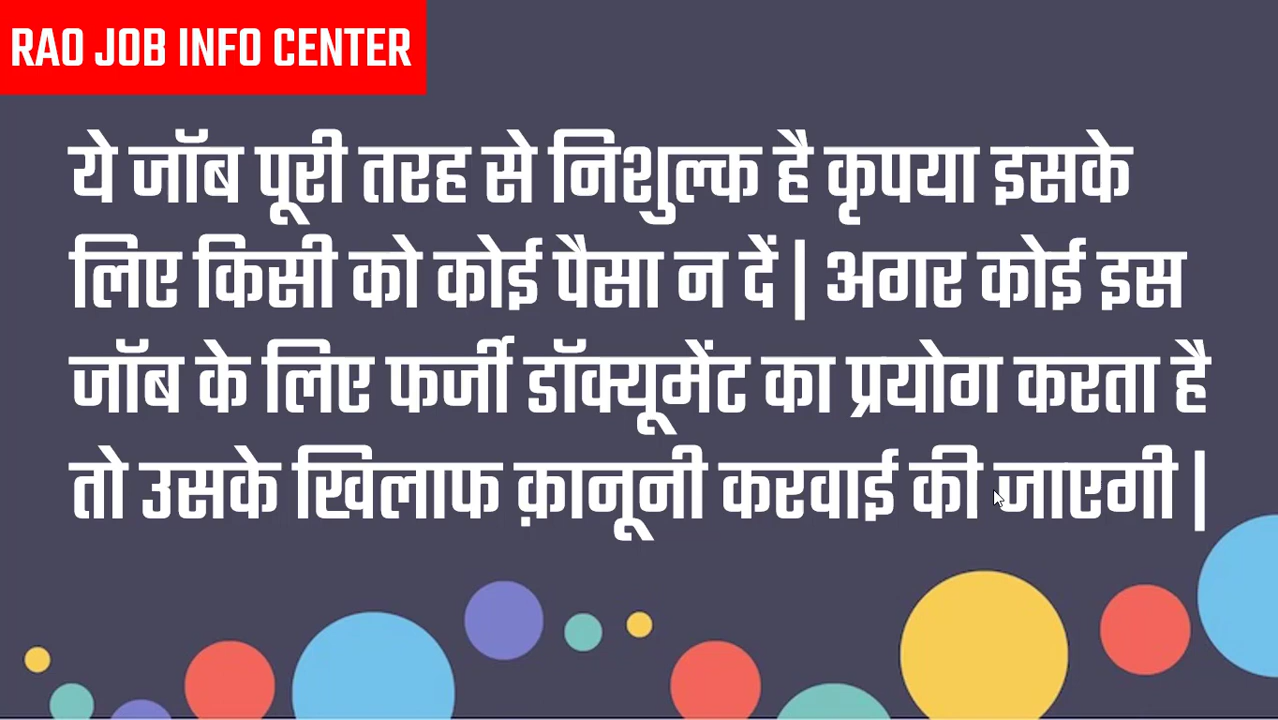 RAO JOB INFO CENTER
ये जॉब पूरी तरह से निशुल्क है कृपया इसके
लिए किसी को कोई पैसा न दें | अगर कोई इस
जॉब के लिए फर्जी डॉक्यूमेंट का प्रयोग करता है
तो उसके खिलाफ क़ानूनी करवाई की जाएगी |